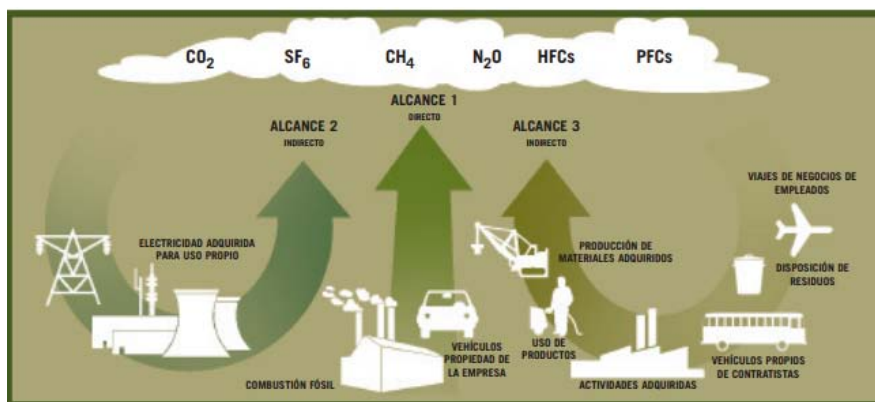 CO2 SF6 CH4 N2O HFCs PFCs
ALCANCE 1
DIRECTO
ALCANCE 2
INDIRECTO
ALCANCE 3
INDIRECTO
VIAJES DE NEGOCIOS DE
EMPLEADOS
ELECTRICIDAD ADQUIRIDA
PARA USO PROPIO
PRODUCCIÓN DE
MATERIALES ADQUIRIDOS
DISPOSICIÓN DE
RESIDUOS
COMBUSTIÓN FÓSIL
VEHÍCULOS
PROPIEDAD DE
LA EMPRESA
USO DE
PRODUCTOS
ACTIVIDADES ADQUIRIDAS
VEHÍCULOS PROPIOS
DE CONTRATISTAS